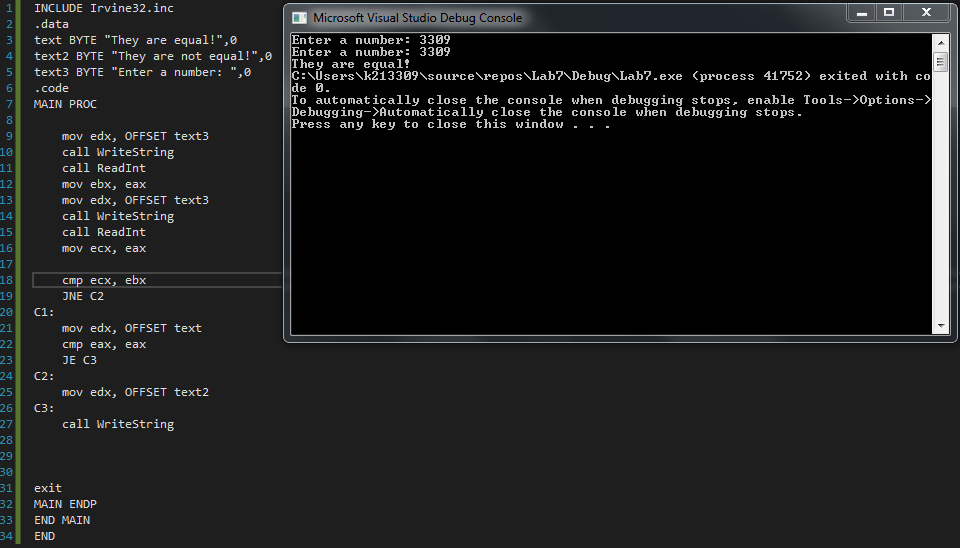 1 INCLUDE Irvine32.inc
2 .data
3 text BYTE "They are equal!",0
4 text2 BYTE "They are not equal!",0
5 text3 BYTE "Enter a number: ",0
6 .code
7 MAIN PROC
8
9 mov edx, OFFSET text3
10 call WriteString
11 call ReadInt
12 mov ebx, eax
13 mov edx, OFFSET text3
14 call WriteString
15 call ReadInt
16 mov ecx, eax
17
18 cmp ecx, ebx
19 JNE C2
20 C1:
21 mov edx, OFFSET text
22 cmp eax, eax
23 JE C3
24 C2:
25 mov edx, OFFSET text2
26 C3:
27 call WriteString
28
29
30
31 exit
32 MAIN ENDP
33 END MAIN
34 END
Microsoft Visual Studio Debug Console
Enter a number: 3309
Enter a number: 3309
They are equal!
C:\Users\k213309\source\repos\Lab7\Debug\Lab7.exe (process 41752) exited with co
de 0.
To automatically close the console when debugging stops, enable Tools->Options->
Debugging->Automatically close the console when debugging stops.
Press any key to close this window . . .